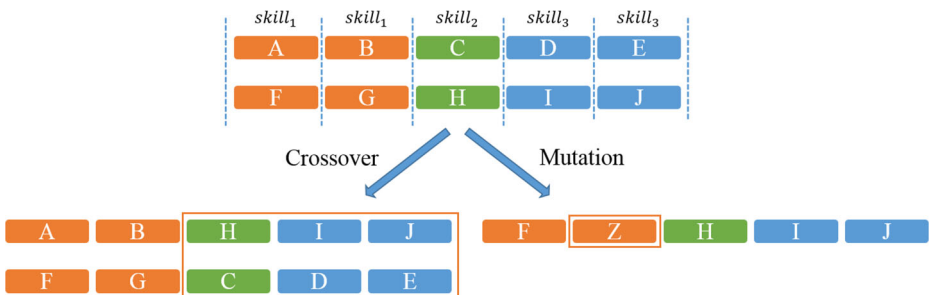 skill₁ skill₁ skill₂ skill₃ skill₃
A B C D E
F G H I J
Crossover Mutation
A B H I J F Z H I J
F G C D E